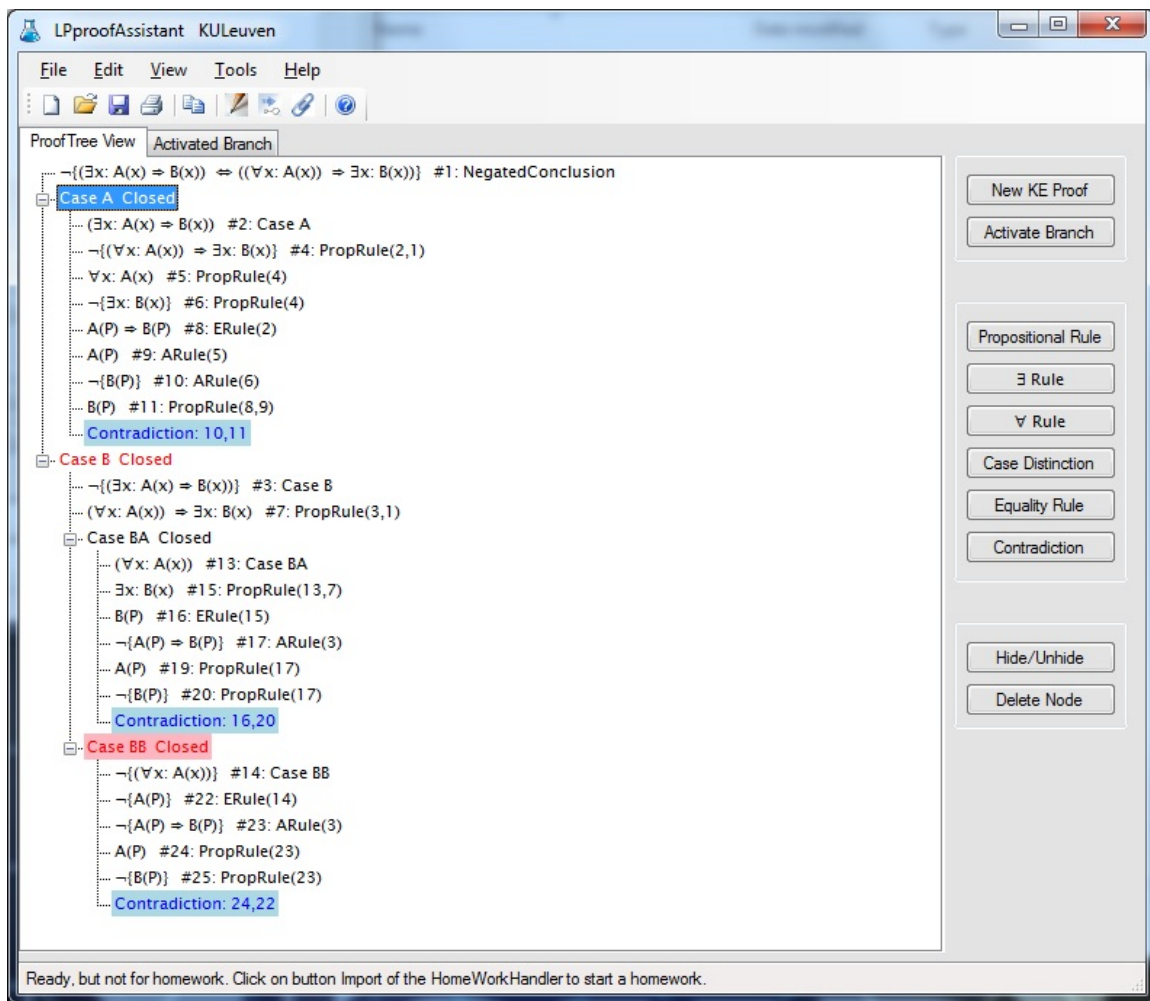 LPproofAssistant KULeuven
File Edit View Tools Help
ProofTree View Activated Branch
¬{(∃x: A(x) ⇒ B(x)) ⇔ ((∀x: A(x)) ⇒ ∃x: B(x))} #1: NegatedConclusion
Case A Closed
(∃x: A(x) ⇒ B(x)) #2: Case A
¬{(∀x: A(x)) ⇒ ∃x: B(x)} #4: PropRule(2,1)
∀x: A(x) #5: PropRule(4)
¬{∃x: B(x)} #6: PropRule(4)
A(P) ⇒ B(P) #8: ERule(2)
A(P) #9: ARule(5)
¬{B(P)} #10: ARule(6)
B(P) #11: PropRule(8,9)
Contradiction: 10,11
Case B Closed
¬{(∃x: A(x) ⇒ B(x))} #3: Case B
(∀x: A(x)) ⇒ ∃x: B(x) #7: PropRule(3,1)
Case BA Closed
(∀x: A(x)) #13: Case BA
∃x: B(x) #15: PropRule(13,7)
B(P) #16: ERule(15)
¬{A(P) ⇒ B(P)} #17: ARule(3)
A(P) #19: PropRule(17)
¬{B(P)} #20: PropRule(17)
Contradiction: 16,20
Case BB Closed
¬{(∀x: A(x))} #14: Case BB
¬{A(P)} #22: ERule(14)
¬{A(P) ⇒ B(P)} #23: ARule(3)
A(P) #24: PropRule(23)
¬{B(P)} #25: PropRule(23)
Contradiction: 24,22
New KE Proof
Activate Branch
Propositional Rule
∃ Rule
∀ Rule
Case Distinction
Equality Rule
Contradiction
Hide/Unhide
Delete Node
Ready, but not for homework. Click on button Import of the HomeWorkHandler to start a homework.